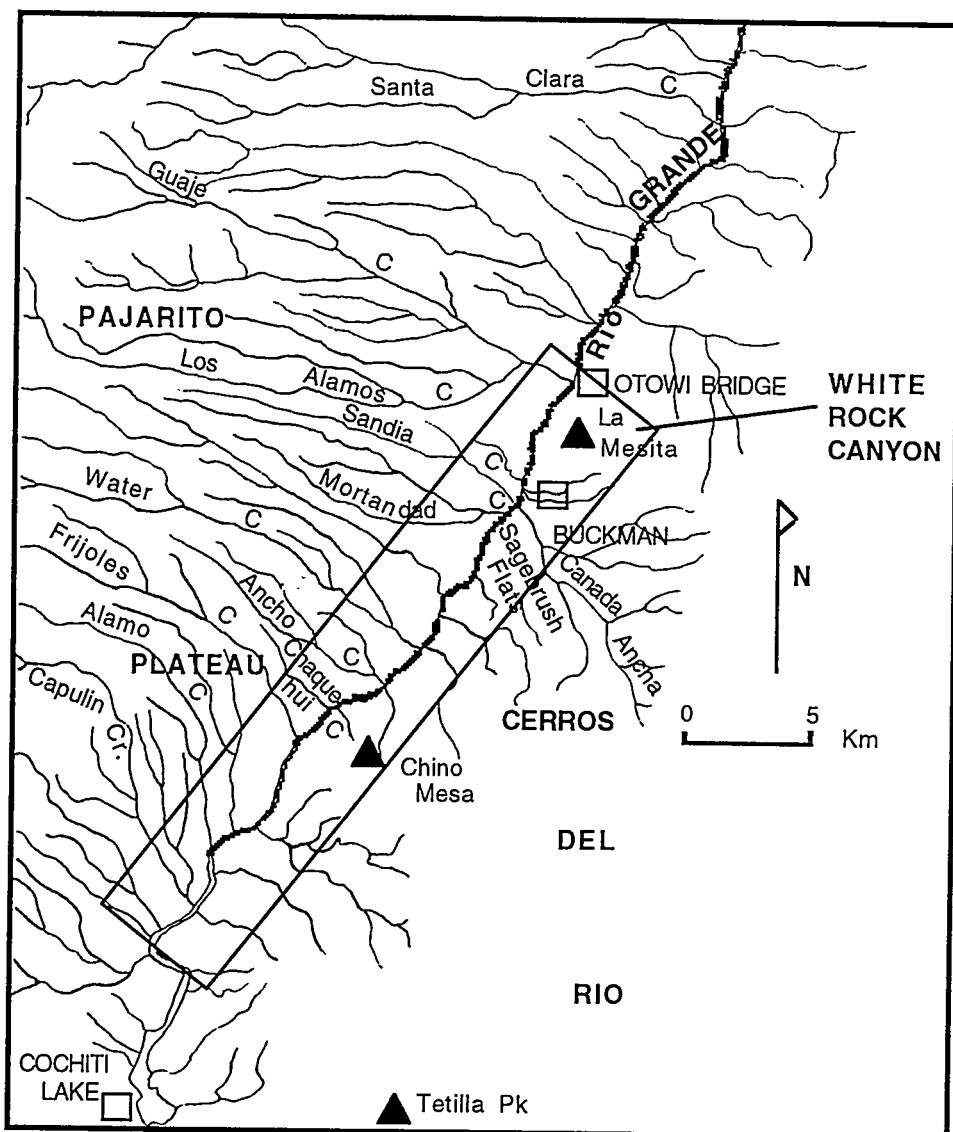 Santa Clara C
Guaje C
GRANDE
RIO
PAJARITO
Los Alamos C
OTOWI BRIDGE
WHITE
ROCK
CANYON
La
Mesita
Sandia C
Mortandad C
Water C
BUCKMAN
Sagebrush
Flats
Canada
Ancha
N
Frijoles C
Ancho C
Alamo C
Chaque
hui C
PLATEAU
Capulin
Cr.
CERROS
0 5 Km
Chino
Mesa
DEL
RIO
COCHITI
LAKE
Tetilla Pk